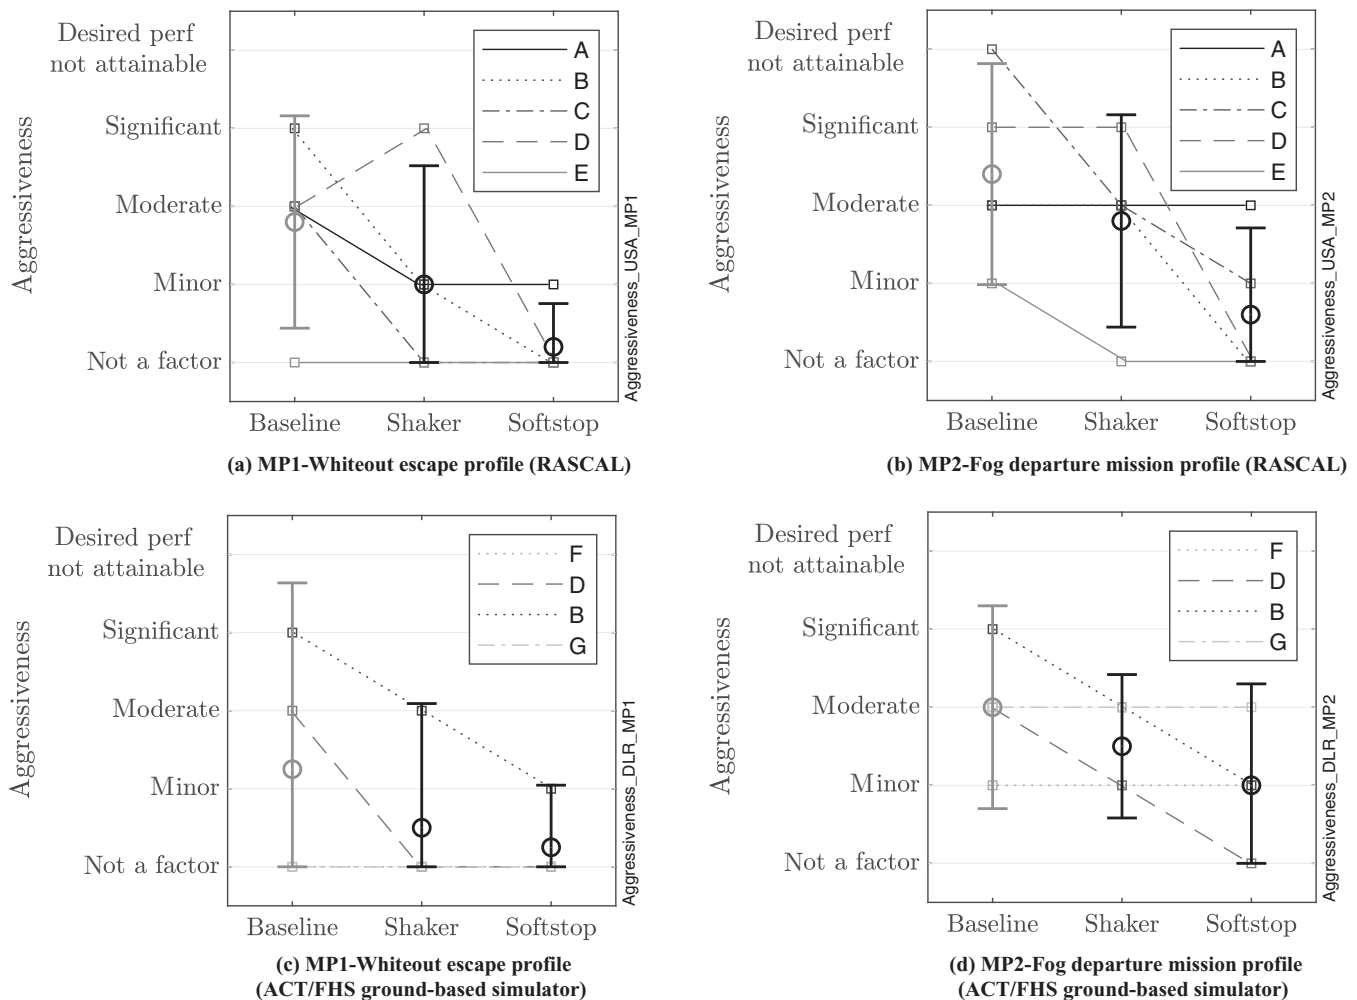 Desired perf
not attainable
Significant
Moderate
Minor
Not a factor
Aggressiveness
A
B
C
D
E
Aggressiveness_USA_MP1
Baseline
Shaker
Softstop
(a) MP1-Whiteout escape profile (RASCAL)
Desired perf
not attainable
Significant
Moderate
Minor
Not a factor
Aggressiveness
A
B
C
D
E
Aggressiveness_USA_MP2
Baseline
Shaker
Softstop
(b) MP2-Fog departure mission profile (RASCAL)
Desired perf
not attainable
Significant
Moderate
Minor
Not a factor
Aggressiveness
F
D
B
G
Aggressiveness_DLR_MP1
Baseline
Shaker
Softstop
(c) MP1-Whiteout escape profile
(ACT/FHS ground-based simulator)
Desired perf
not attainable
Significant
Moderate
Minor
Not a factor
Aggressiveness
F
D
B
G
Aggressiveness_DLR_MP2
Baseline
Shaker
Softstop
(d) MP2-Fog departure mission profile
(ACT/FHS ground-based simulator)